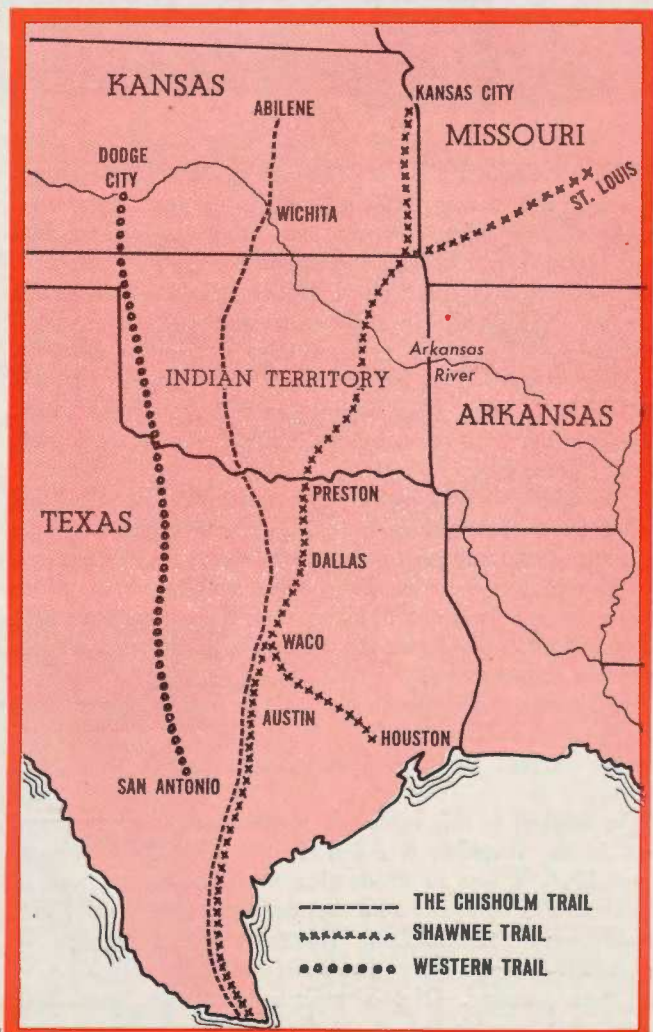 KANSAS
ABILENE
KANSAS CITY
MISSOURI
DODGE
CITY
ST. LOUIS
WICHITA
Arkansas
River
INDIAN TERRITORY
ARKANSAS
PRESTON
TEXAS
DALLAS
WACO
AUSTIN
HOUSTON
SAN ANTONIO
THE CHISHOLM TRAIL
SHAWNEE TRAIL
WESTERN TRAIL